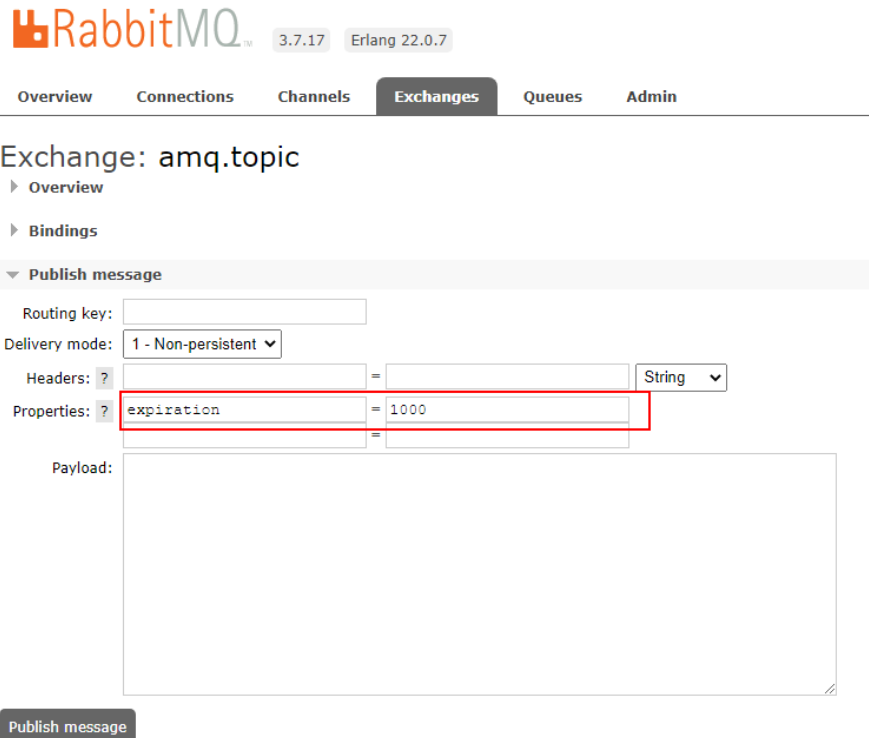 RabbitMQ TM 3.7.17 Erlang 22.0.7
Overview Connections Channels Exchanges Queues Admin
Exchange: amq.topic
Overview
Bindings
Publish message
Routing key:
Delivery mode: 1 - Non-persistent
Headers: ? = String
Properties: ? expiration = 1000
=
Payload:
Publish message